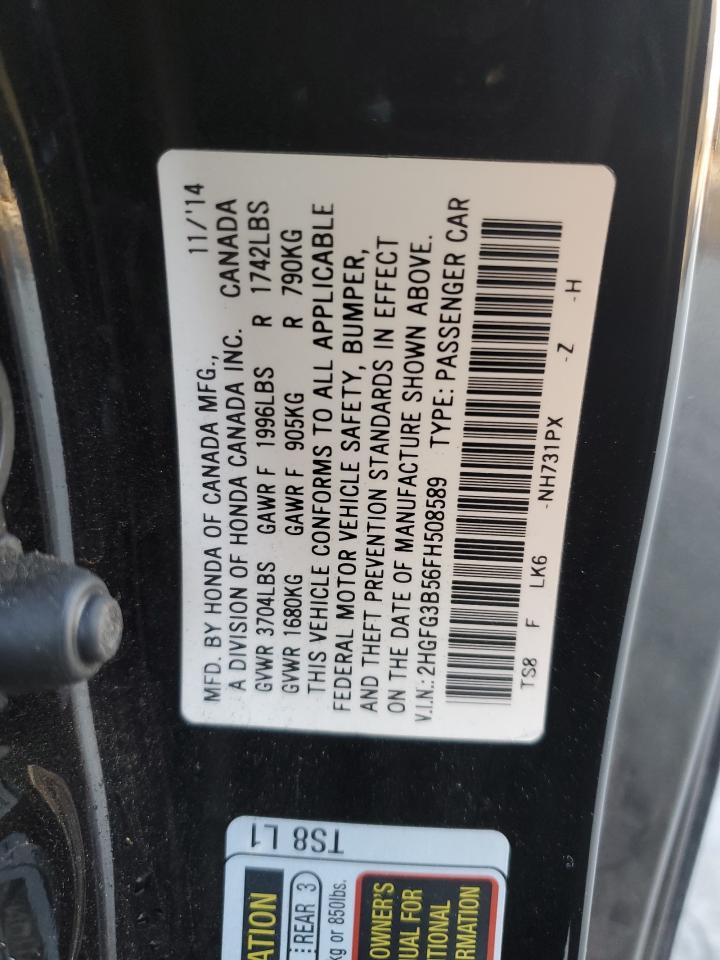 11/'14
MFD. BY HONDA OF CANADA MFG.,
A DIVISION OF HONDA CANADA INC. CANADA
GVWR 3704LBS GAWR F 1996LBS R 1742LBS
GVWR 1680KG GAWR F 905KG R 790KG
THIS VEHICLE CONFORMS TO ALL APPLICABLE
FEDERAL MOTOR VEHICLE SAFETY, BUMPER,
AND THEFT PREVENTION STANDARDS IN EFFECT
ON THE DATE OF MANUFACTURE SHOWN ABOVE.
V.I.N.: 2HGFG3B56FH508589 TYPE: PASSENGER CAR
TS8 F LK6 -NH731PX -Z -H
TS8 L1
ATION
REAR 3
kg or 850lbs.
OWNER'S
UAL FOR
TIONAL
RMATION